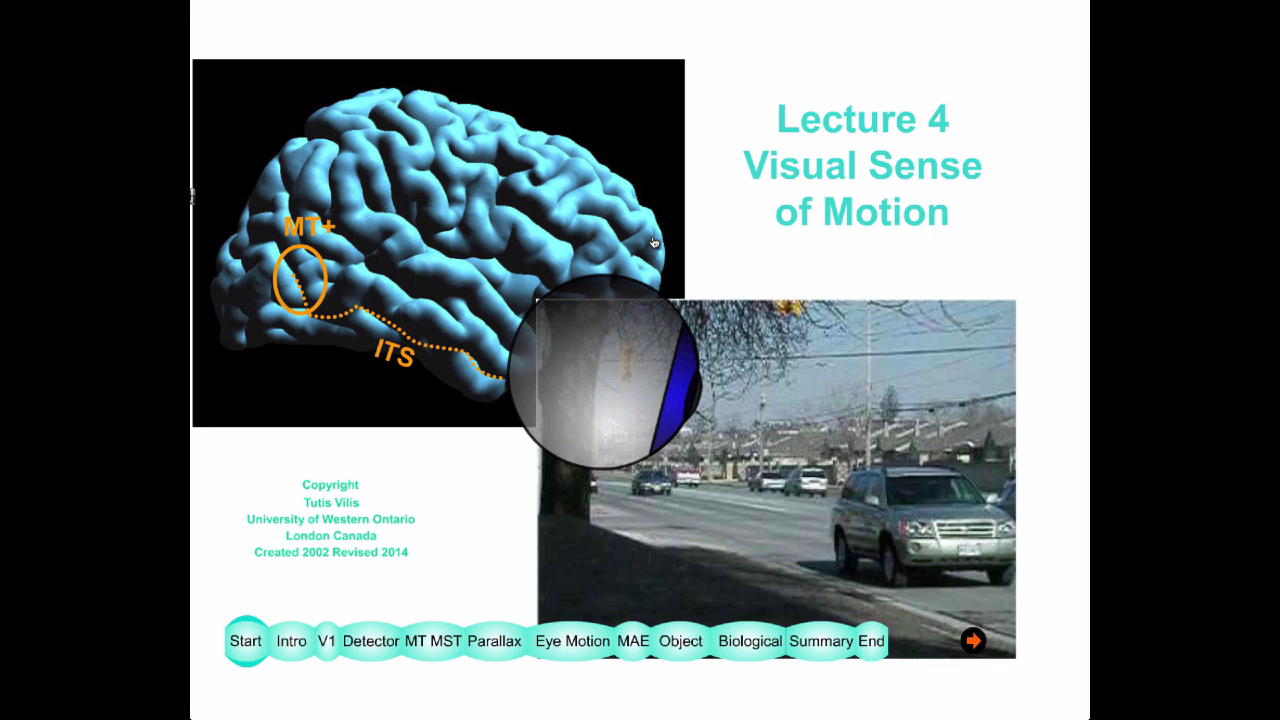 Lecture 4
Visual Sense
of Motion
MT+
ITS
Copyright
Tutis Vilis
University of Western Ontario
London Canada
Created 2002 Revised 2014
Start Intro V1 Detector MT MST Parallax Eye Motion MAE Object Biological Summary End